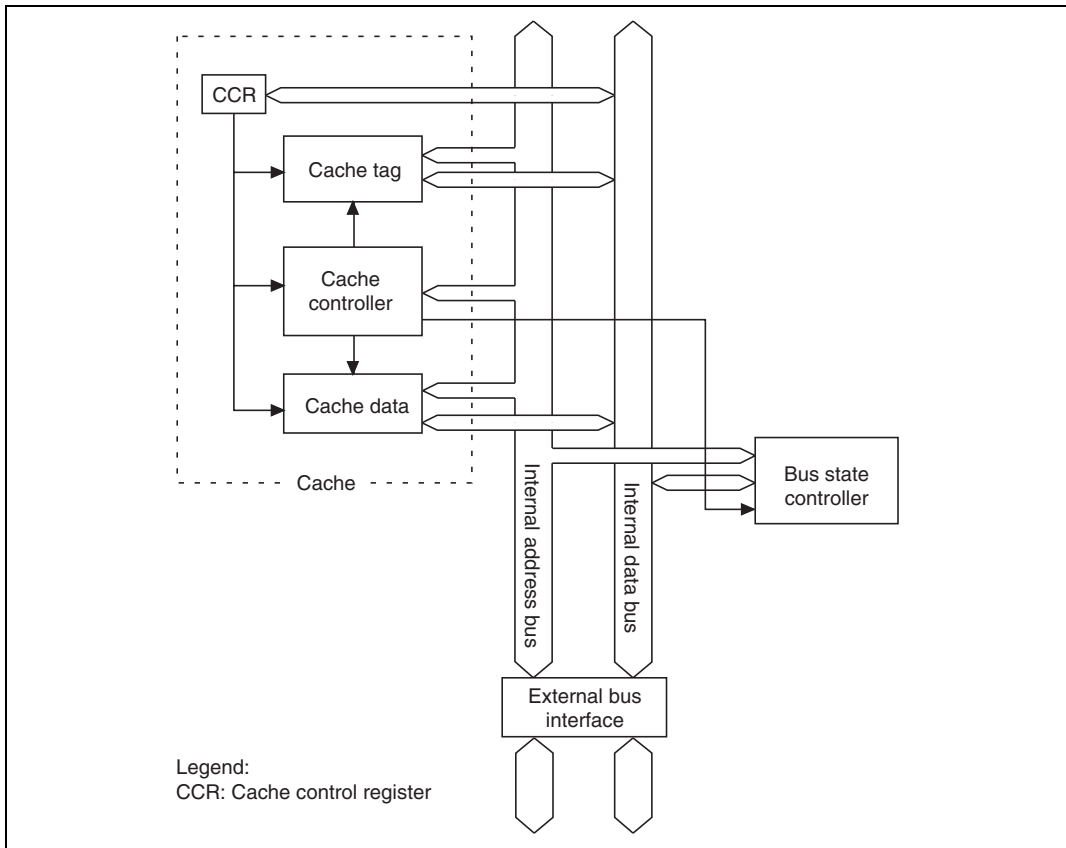 CCR
Cache tag
Cache
controller
Cache data
Cache
Internal address bus
Internal data bus
Bus state
controller
External bus
interface
Legend:
CCR: Cache control register